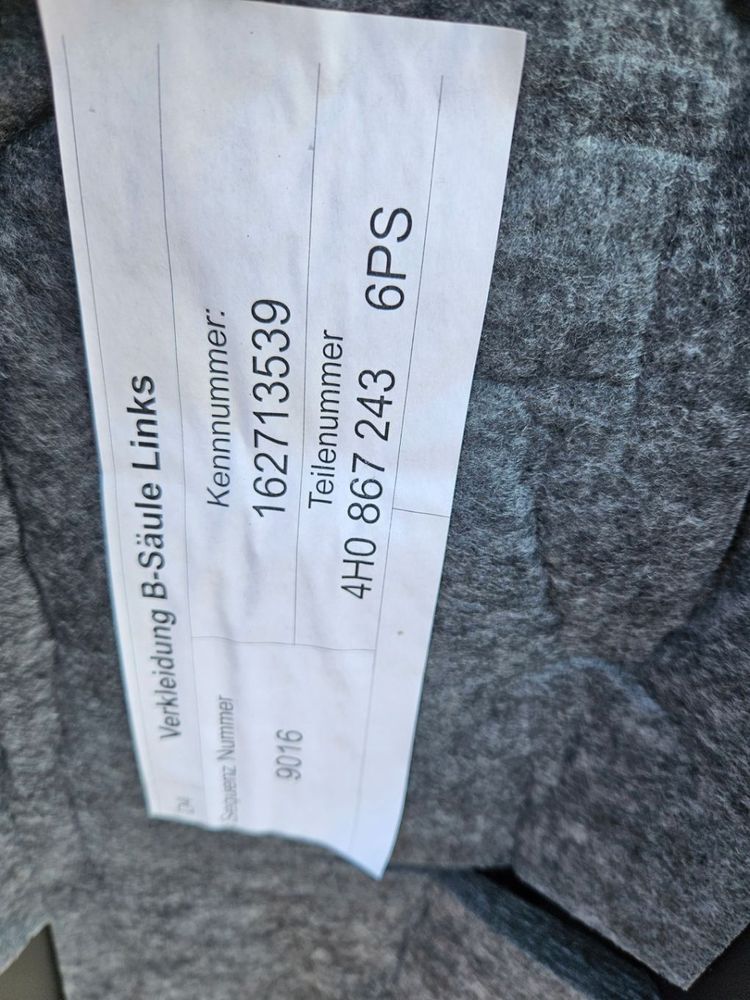 Verkleidung B-Säule Links
Sequenz Nummer
9016
Kennnummer:
162713539
Teilenummer
4H0 867 243 6PS